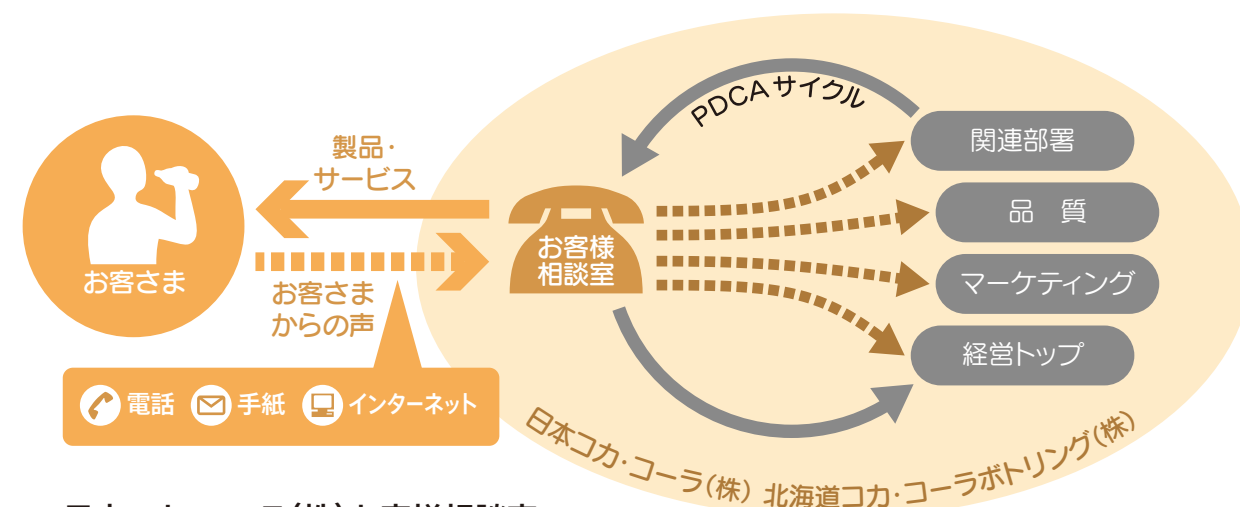 PDCAサイクル
関連部署
製品・
サービス
品　質
お客様
相談室
お客さま
マーケティング
お客さま
からの声
経営トップ
電話 手紙 インターネット
日本コカ・コーラ(株) 北海道コカ・コーラボトリング(株)